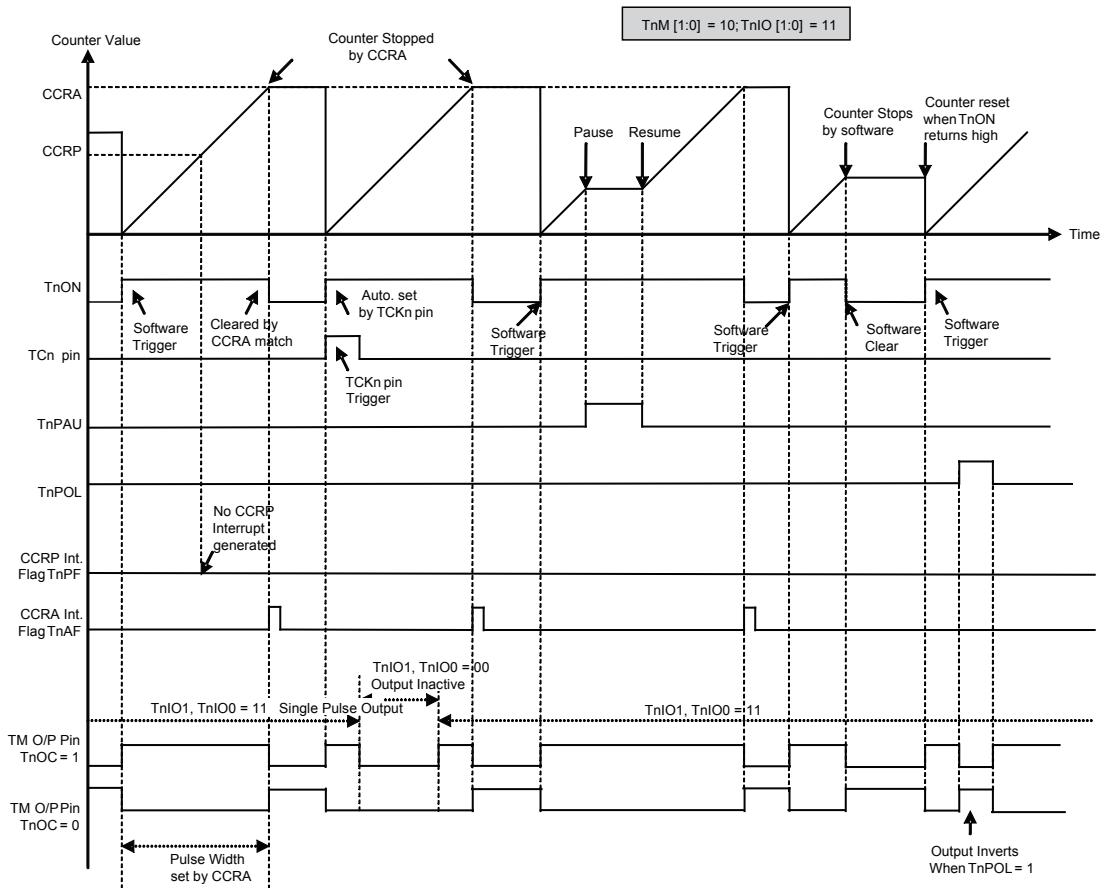 TnM [1:0] = 10; TnIO [1:0] = 11
Counter Value
Counter Stopped
by CCRA
CCRA
CCRP
Pause
Resume
Counter Stops
by software
Counter reset
when TnON
returns high
Time
TnON
Software
Trigger
Cleared by
CCRA match
Auto. set
by TCKn pin
Software
Trigger
Software
Trigger
Software
Clear
Software
Trigger
TCn pin
TCKn pin
Trigger
TnPAU
TnPOL
No CCRP
Interrupt
generated
CCRP Int.
Flag TnPF
CCRA Int.
Flag TnAF
TnIO1, TnIO0 = 00
Output Inactive
TnIO1, TnIO0 = 11 Single Pulse Output
TnIO1, TnIO0 = 11
TM O/P Pin
TnOC = 1
TM O/P Pin
TnOC = 0
Pulse Width
set by CCRA
Output Inverts
When TnPOL = 1